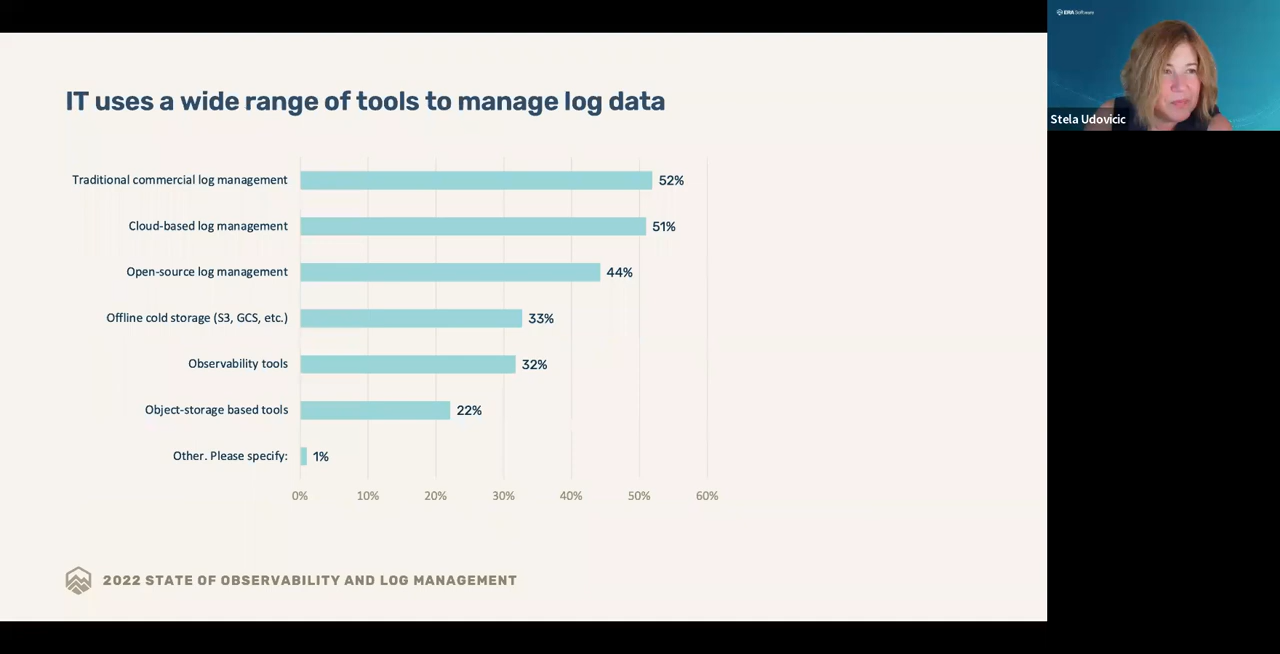 ERA Software
IT uses a wide range of tools to manage log data
Stela Udovicic
Traditional commercial log management 52%
Cloud-based log management 51%
Open-source log management 44%
Offline cold storage (S3, GCS, etc.) 33%
Observability tools 32%
Object-storage based tools 22%
Other. Please specify: 1%
0% 10% 20% 30% 40% 50% 60%
2022 STATE OF OBSERVABILITY AND LOG MANAGEMENT